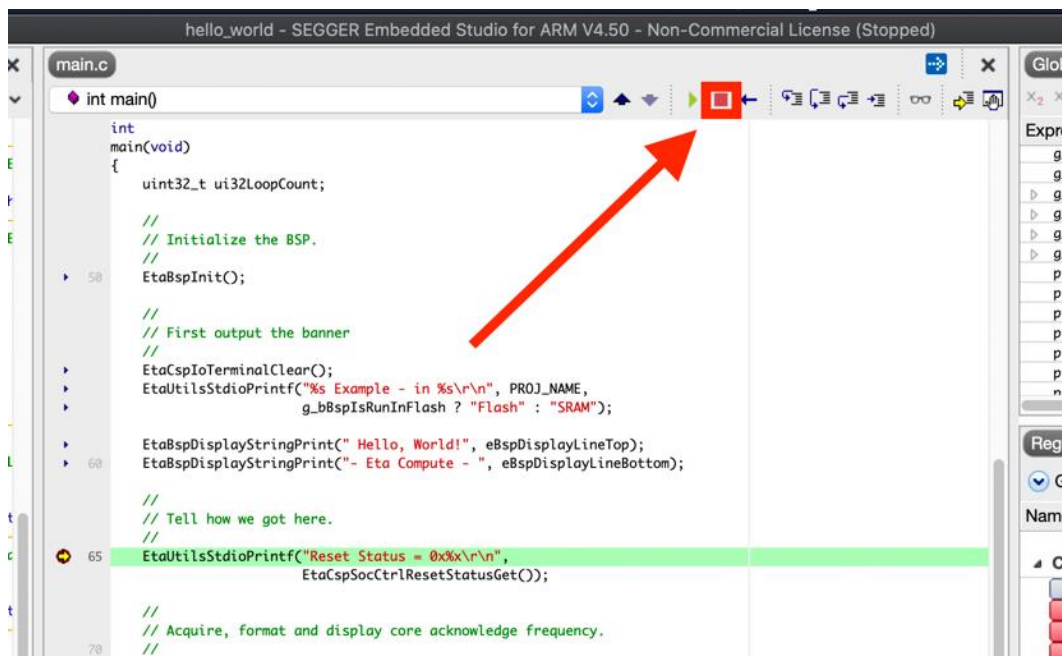 hello_world - SEGGER Embedded Studio for ARM V4.50 - Non-Commercial License (Stopped)
main.c
Glo
int main()
Expr
int
main(void)
{
uint32_t ui32LoopCount;
//
// Initialize the BSP.
//
50 EtaBspInit();
//
// First output the banner
//
EtaCspIoTerminalClear();
EtaUtilsStdioPrintf("%s Example - in %s\r\n", PROJ_NAME,
g_bBspIsRunInFlash ? "Flash" : "SRAM");
EtaBspDisplayStringPrint(" Hello, World!", eBspDisplayLineTop);
60 EtaBspDisplayStringPrint("- Eta Compute - ", eBspDisplayLineBottom);
//
// Tell how we got here.
//
65 EtaUtilsStdioPrintf("Reset Status = 0x%x\r\n",
EtaCspSocCtrlResetStatusGet());
//
// Acquire, format and display core acknowledge frequency.
70 //
g
g
g
g
g
g
p
p
p
p
p
p
Reg
G
Nam
C